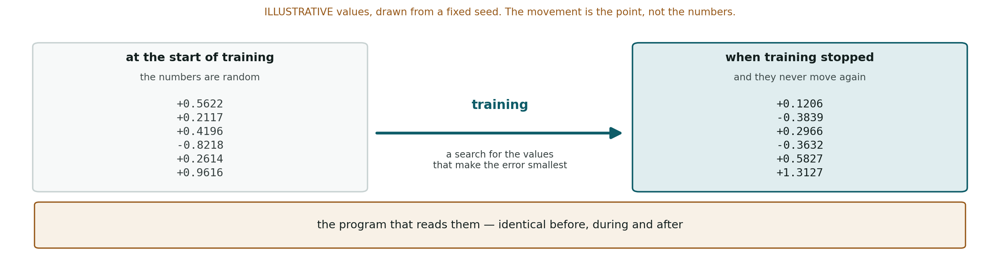 ILLUSTRATIVE values, drawn from a fixed seed. The movement is the point, not the numbers.
at the start of training
the numbers are random
+0.5622
+0.2117
+0.4196
-0.8218
+0.2614
+0.9616
training
a search for the values
that make the error smallest
when training stopped
and they never move again
+0.1206
-0.3839
+0.2966
-0.3632
+0.5827
+1.3127
the program that reads them — identical before, during and after